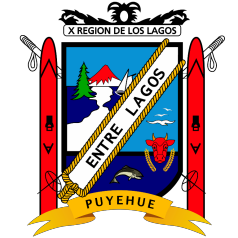 X REGION DE LOS LAGOS
ENTRE LAGOS
PUYEHUE